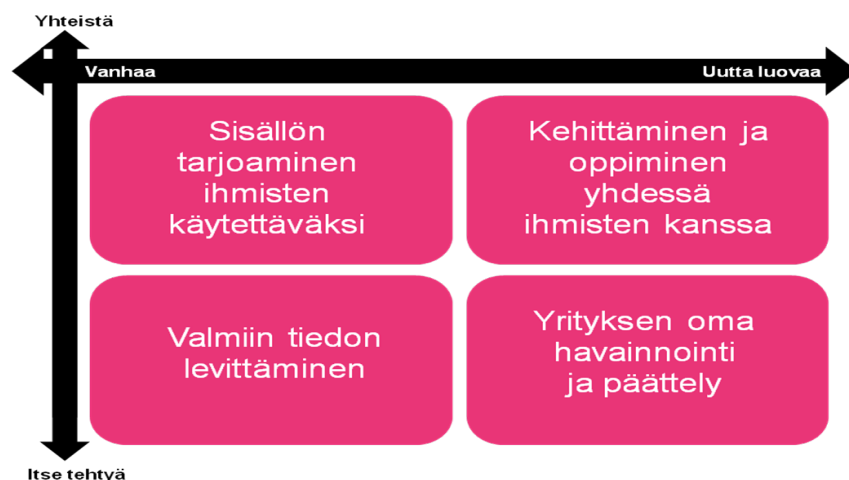 Yhteistä
Vanhaa
Uutta luovaa
Sisällön
tarjoaminen
ihmisten
käytettäväksi
Kehittäminen ja
oppiminen
yhdessä
ihmisten kanssa
Valmiin tiedon
levittäminen
Yrityksen oma
havainnointi
ja päättely
Itse tehtyä